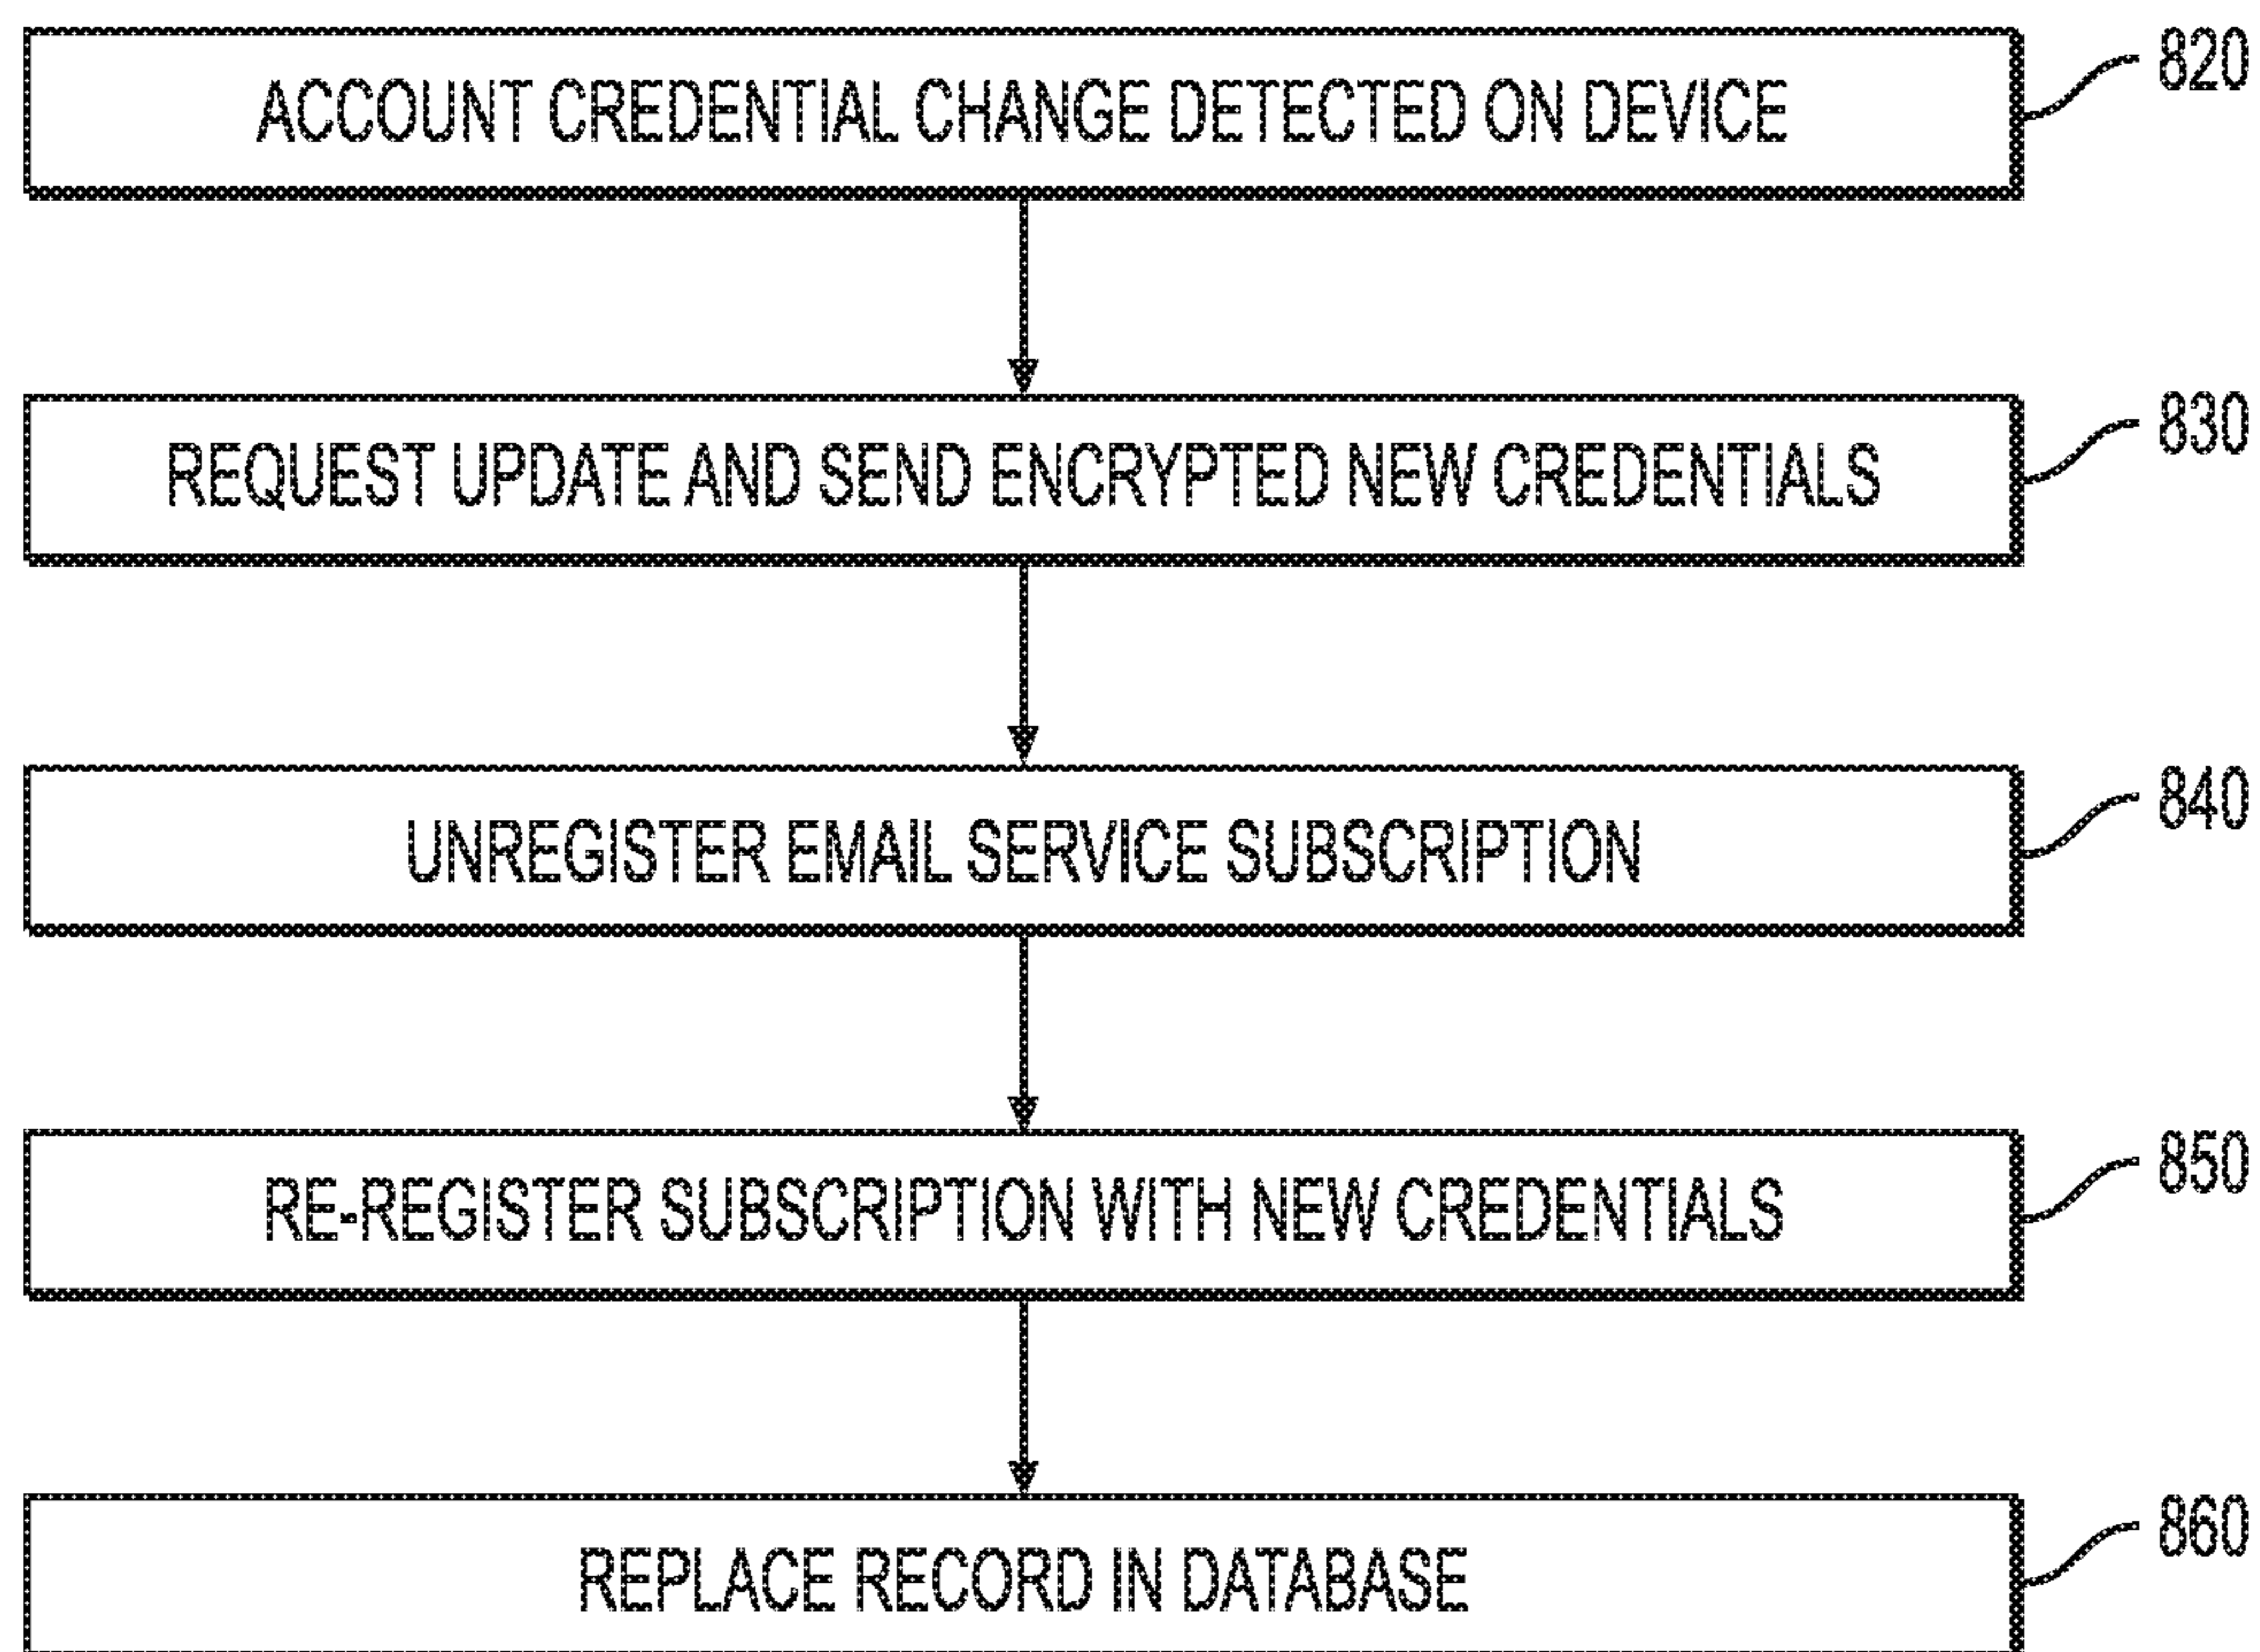 ACCOUNT CREDENTIAL CHANGE DETECTED ON DEVICE
820
REQUEST UPDATE AND SEND ENCRYPTED NEW CREDENTIALS
830
UNREGISTER EMAIL SERVICE SUBSCRIPTION
840
RE-REGISTER SUBSCRIPTION WITH NEW CREDENTIALS
850
REPLACE RECORD IN DATABASE
860